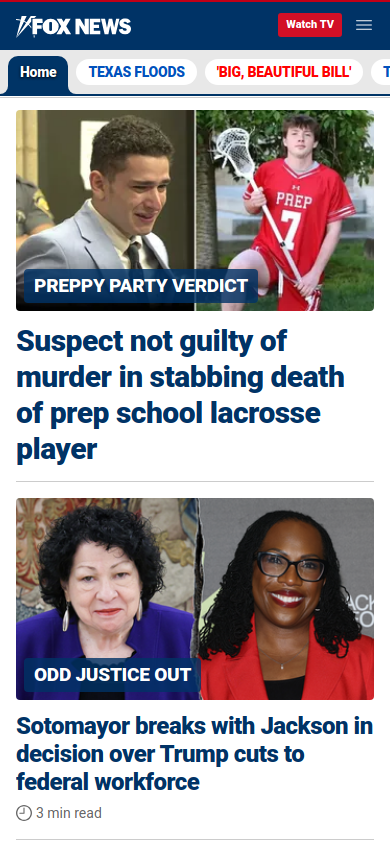 FOX NEWS
Watch TV
Home
TEXAS FLOODS
'BIG, BEAUTIFUL BILL'
PREP
7
PREPPY PARTY VERDICT
Suspect not guilty of
murder in stabbing death
of prep school lacrosse
player
ODD JUSTICE OUT
Sotomayor breaks with Jackson in
decision over Trump cuts to
federal workforce
3 min read